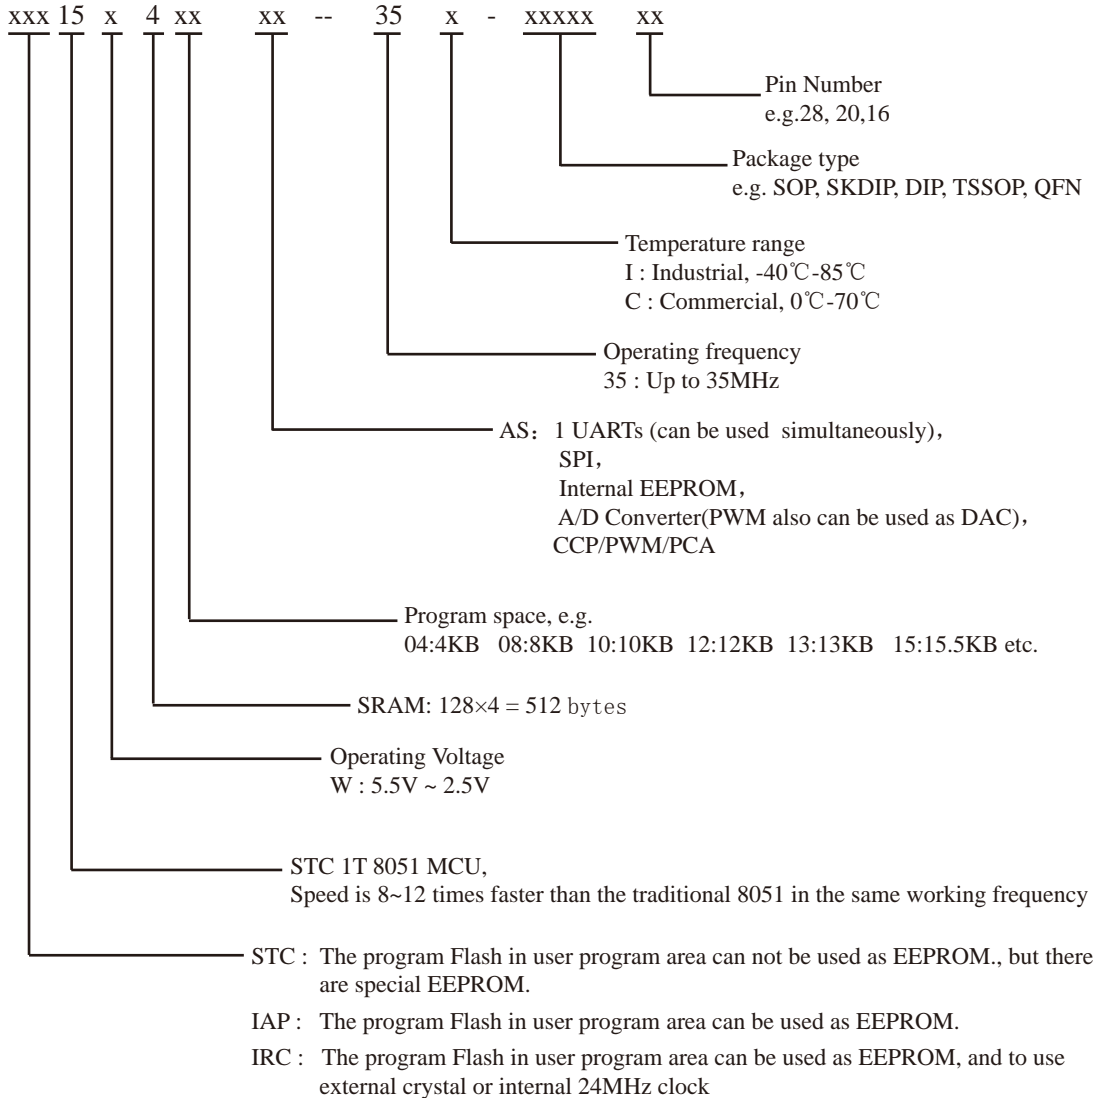 xxx 15 x 4 xx xx -- 35 x - xxxxx xx
Pin Number
e.g.28, 20,16
Package type
e.g. SOP, SKDIP, DIP, TSSOP, QFN
Temperature range
I : Industrial, -40℃-85℃
C : Commercial, 0℃-70℃
Operating frequency
35 : Up to 35MHz
AS： 1 UARTs (can be used simultaneously)，
SPI，
Internal EEPROM，
A/D Converter(PWM also can be used as DAC)，
CCP/PWM/PCA
Program space, e.g.
04:4KB 08:8KB 10:10KB 12:12KB 13:13KB 15:15.5KB etc.
SRAM: 128×4 = 512 bytes
Operating Voltage
W : 5.5V ~ 2.5V
STC 1T 8051 MCU,
Speed is 8~12 times faster than the traditional 8051 in the same working frequency
STC : The program Flash in user program area can not be used as EEPROM., but there
are special EEPROM.
IAP : The program Flash in user program area can be used as EEPROM.
IRC : The program Flash in user program area can be used as EEPROM, and to use
external crystal or internal 24MHz clock